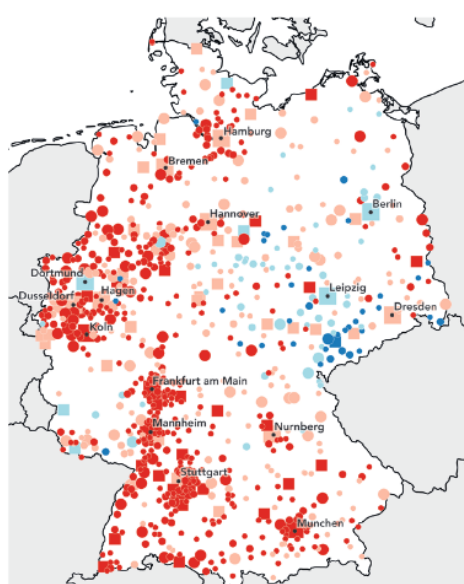 Hamburg
Bremen
Hannover
Berlin
Dortmund
Hagen
Dusseldorf
Leipzig
Dresden
Koln
Frankfurt am Main
Mannheim
Nurnberg
Stuttgart
Munchen